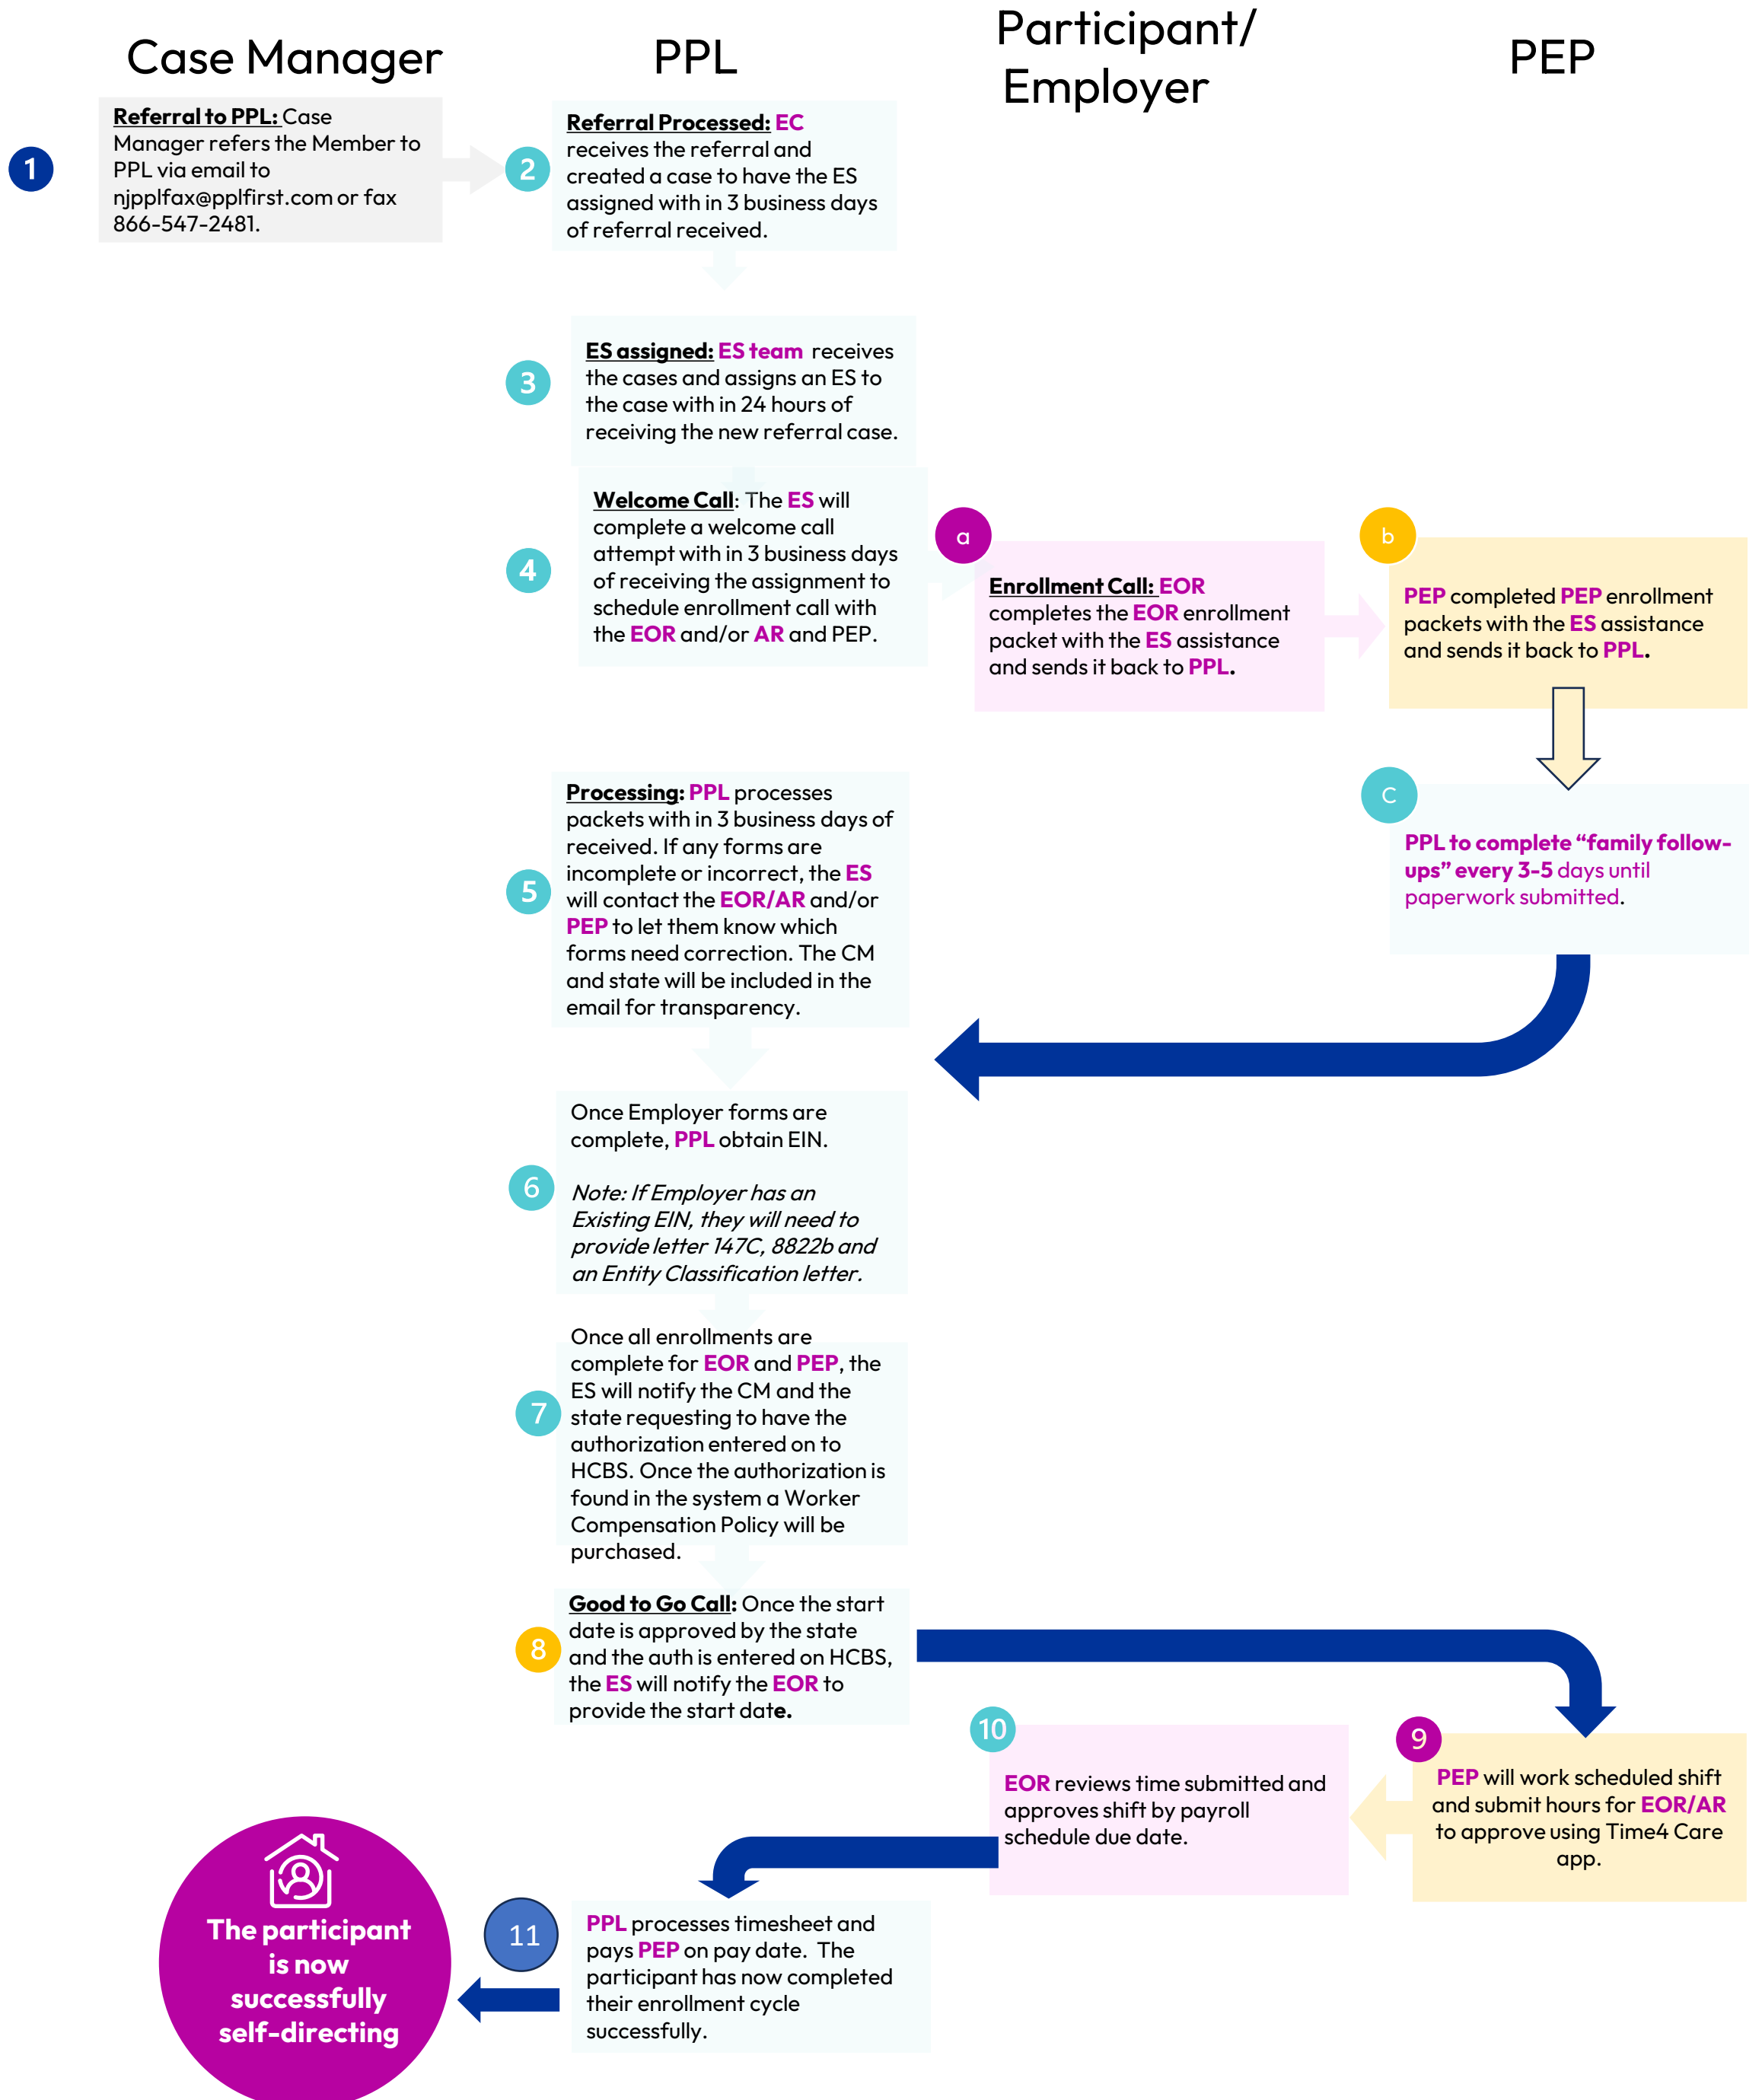 Case Manager
PPL
Participant/
Employer
PEP
1
Referral to PPL: Case
Manager refers the Member to
PPL via email to
njpplfax@pplfirst.com or fax
866-547-2481.
2
Referral Processed: EC
receives the referral and
created a case to have the ES
assigned with in 3 business days
of referral received.
3
ES assigned: ES team receives
the cases and assigns an ES to
the case with in 24 hours of
receiving the new referral case.
4
Welcome Call: The ES will
complete a welcome call
attempt with in 3 business days
of receiving the assignment to
schedule enrollment call with
the EOR and/or AR and PEP.
a
Enrollment Call: EOR
completes the EOR enrollment
packet with the ES assistance
and sends it back to PPL.
b
PEP completed PEP enrollment
packets with the ES assistance
and sends it back to PPL.
C
PPL to complete “family follow-
ups” every 3-5 days until
paperwork submitted.
5
Processing: PPL processes
packets with in 3 business days of
received. If any forms are
incomplete or incorrect, the ES
will contact the EOR/AR and/or
PEP to let them know which
forms need correction. The CM
and state will be included in the
email for transparency.
6
Once Employer forms are
complete, PPL obtain EIN.
Note: If Employer has an
Existing EIN, they will need to
provide letter 147C, 8822b and
an Entity Classification letter.
7
Once all enrollments are
complete for EOR and PEP, the
ES will notify the CM and the
state requesting to have the
authorization entered on to
HCBS. Once the authorization is
found in the system a Worker
Compensation Policy will be
purchased.
8
Good to Go Call: Once the start
date is approved by the state
and the auth is entered on HCBS,
the ES will notify the EOR to
provide the start date.
9
PEP will work scheduled shift
and submit hours for EOR/AR
to approve using Time4 Care
app.
10
EOR reviews time submitted and
approves shift by payroll
schedule due date.
11
PPL processes timesheet and
pays PEP on pay date. The
participant has now completed
their enrollment cycle
successfully.
The participant
is now
successfully
self-directing